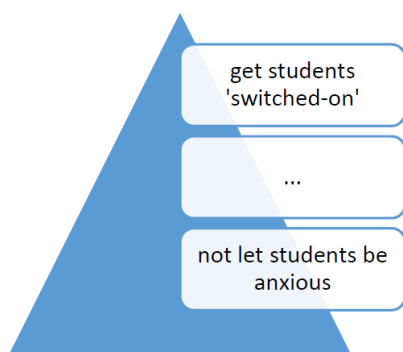 get students
'switched-on'
...
not let students be
anxious